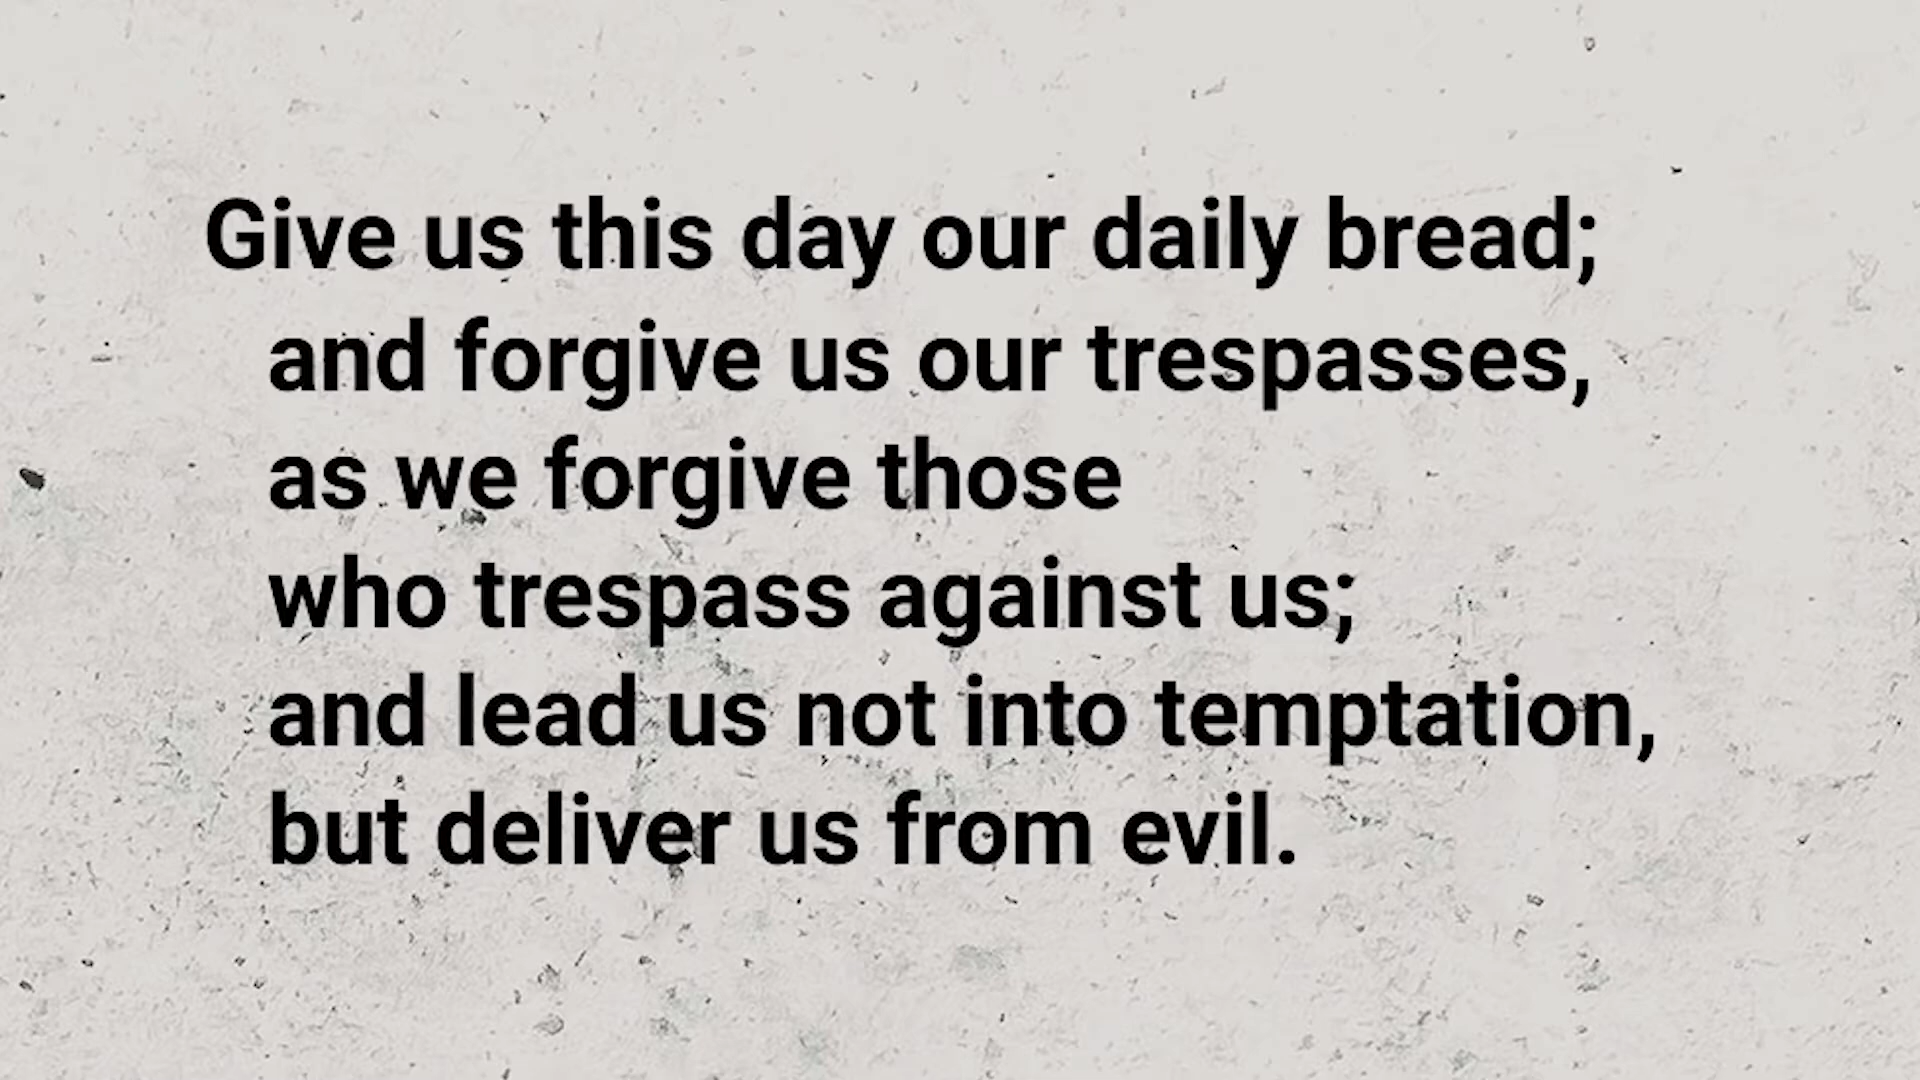 Give us this day our daily bread;
and forgive us our trespasses,
as we forgive those
who trespass against us;
and lead us not into temptation,
but deliver us from evil.